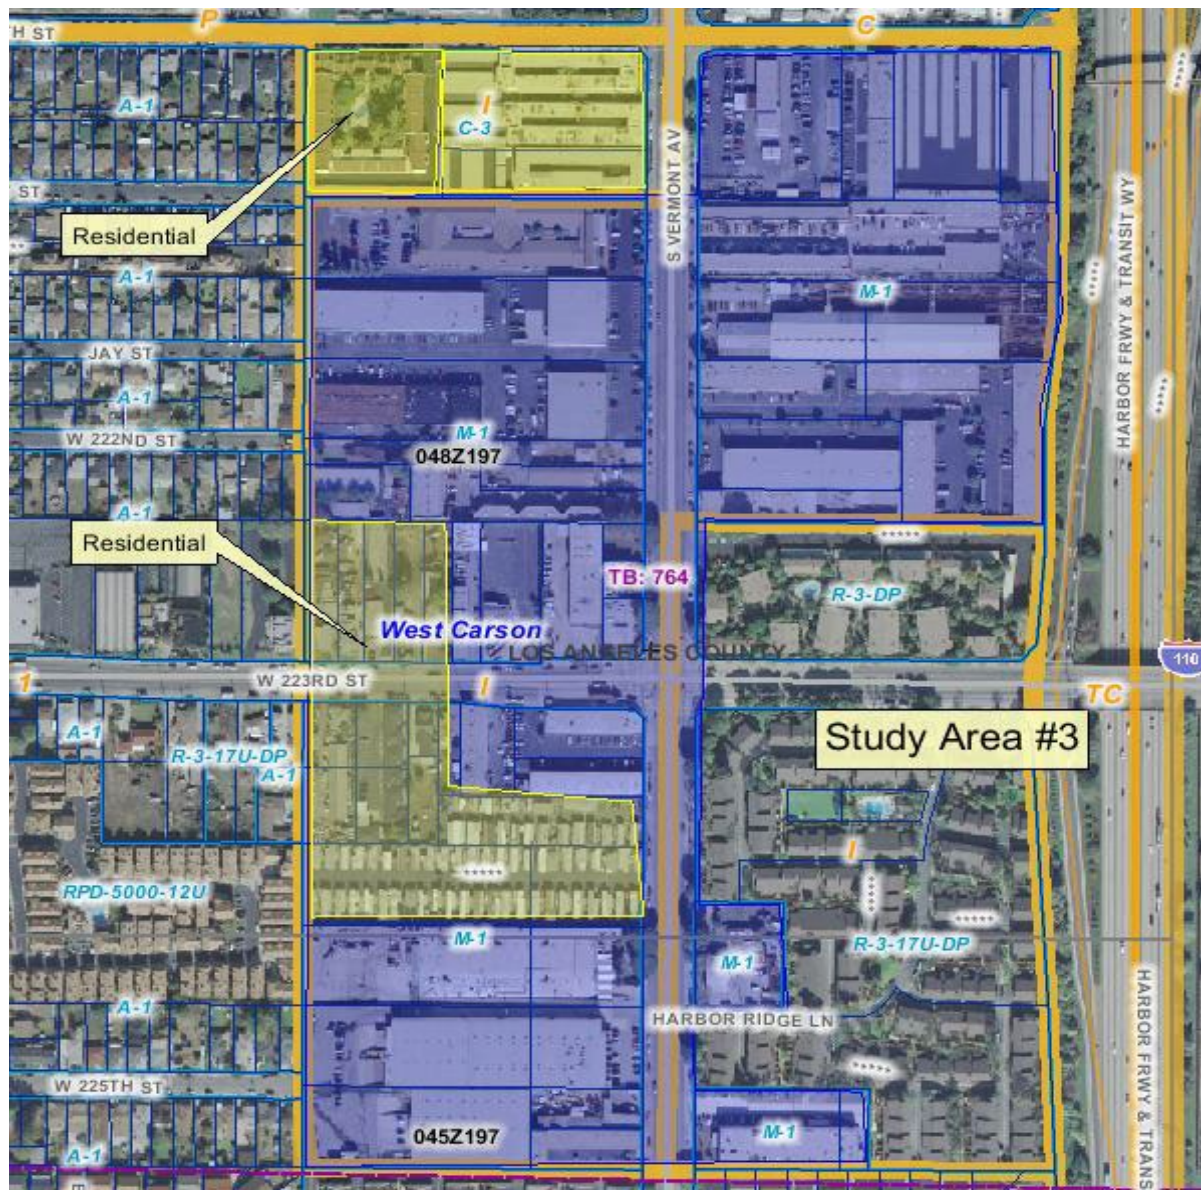 P
C
TH ST
A-1
I
C-3
S VERMONT AV
ST
Residential
HARBOR FRWY & TRANSIT WY
A-1
M-1
JAY ST
A-1
W 222ND ST
M-1
048Z197
A-1
Residential
*****
TB: 764
R-3-DP
West Carson
LOS ANGELES COUNTY
110
1
W 223RD ST
I
TC
A-1
R-3-17U-DP
A-1
Study Area #3
I
RPD-5000-12U
*****
*****
*****
M-1
R-3-17U-DP
M-1
A-1
HARBOR RIDGE LN
HARBOR FRWY & TRANS
*****
W 225TH ST
045Z197
M-1
A-1